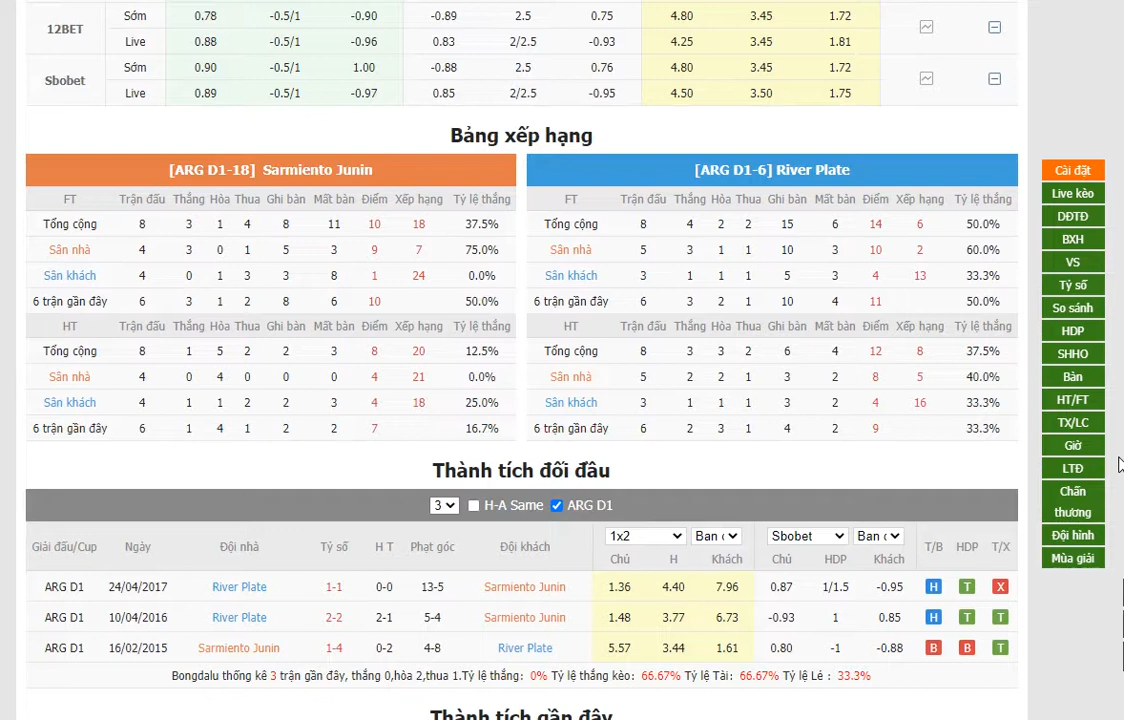 12BET Sớm 0.78 -0.5/1 -0.90 -0.89 2.5 0.75 4.80 3.45 1.72
Live 0.88 -0.5/1 -0.96 0.83 2/2.5 -0.93 4.25 3.45 1.81
Sbobet Sớm 0.90 -0.5/1 1.00 -0.88 2.5 0.76 4.80 3.45 1.72
Live 0.89 -0.5/1 -0.97 0.85 2/2.5 -0.95 4.50 3.50 1.75
Bảng xếp hạng
[ARG D1-18] Sarmiento Junin
FT Trận đấu Thắng Hòa Thua Ghi bàn Mất bàn Điểm Xếp hạng Tỷ lệ thắng
Tổng cộng 8 3 1 4 8 11 10 18 37.5%
Sân nhà 4 3 0 1 5 3 9 7 75.0%
Sân khách 4 0 1 3 3 8 1 24 0.0%
6 trận gần đây 6 3 1 2 8 6 10 50.0%
HT Trận đấu Thắng Hòa Thua Ghi bàn Mất bàn Điểm Xếp hạng Tỷ lệ thắng
Tổng cộng 8 1 5 2 2 3 8 20 12.5%
Sân nhà 4 0 4 0 0 0 4 21 0.0%
Sân khách 4 1 1 2 2 3 4 18 25.0%
6 trận gần đây 6 1 4 1 2 2 7 16.7%
[ARG D1-6] River Plate
FT Trận đấu Thắng Hòa Thua Ghi bàn Mất bàn Điểm Xếp hạng Tỷ lệ thắng
Tổng cộng 8 4 2 2 15 6 14 6 50.0%
Sân nhà 5 3 1 1 10 3 10 2 60.0%
Sân khách 3 1 1 1 5 3 4 13 33.3%
6 trận gần đây 6 3 2 1 10 4 11 50.0%
HT Trận đấu Thắng Hòa Thua Ghi bàn Mất bàn Điểm Xếp hạng Tỷ lệ thắng
Tổng cộng 8 3 3 2 6 4 12 8 37.5%
Sân nhà 5 2 2 1 3 2 8 5 40.0%
Sân khách 3 1 1 1 3 2 4 16 33.3%
6 trận gần đây 6 2 3 1 4 2 9 33.3%
Thành tích đối đầu
3 H-A Same ARG D1
Giải đấu/Cup Ngày Đội nhà Tỷ số H T Phạt góc Đội khách 1x2 Ban Sbobet Ban T/B HDP T/X
Chủ H Khách Chủ HDP Khách
ARG D1 24/04/2017 River Plate 1-1 0-0 13-5 Sarmiento Junin 1.36 4.40 7.96 0.87 1/1.5 -0.95 H T X
ARG D1 10/04/2016 River Plate 2-2 2-1 5-4 Sarmiento Junin 1.48 3.77 6.73 -0.93 1 0.85 H T T
ARG D1 16/02/2015 Sarmiento Junin 1-4 0-2 4-8 River Plate 5.57 3.44 1.61 0.80 -1 -0.88 B B T
Bongdalu thống kê 3 trận gần đây, thắng 0,hòa 2,thua 1.Tỷ lệ thắng: 0% Tỷ lệ thắng kèo: 66.67% Tỷ lệ Tài: 66.67% Tỷ lệ Lẻ : 33.3%
Thành tích gần đây
Cài đặt
Live kèo
DĐTĐ
BXH
VS
Tỷ số
So sánh
HDP
SHHO
Bàn
HT/FT
TX/LC
Giờ
LTĐ
Chấn
thương
Đội hình
Mùa giải